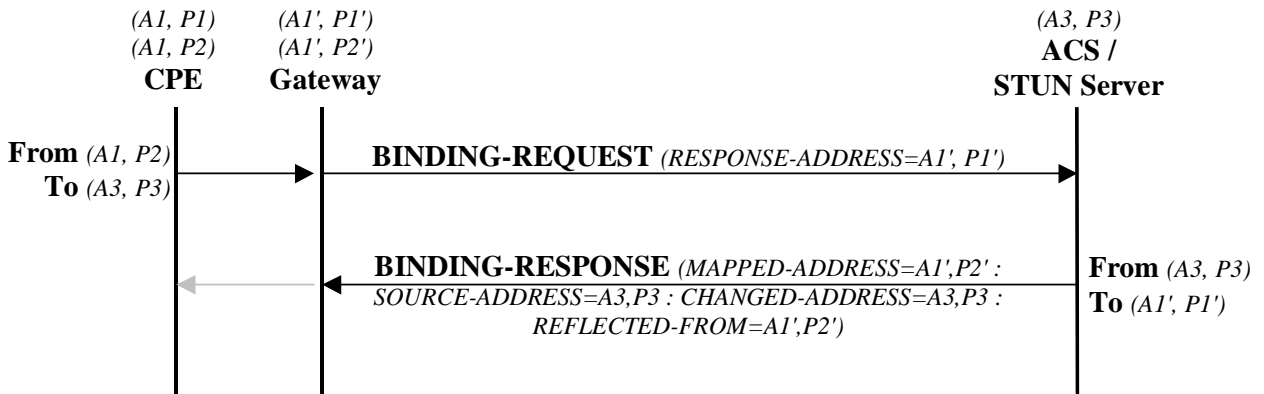 (A1, P1)
(A1, P2)
CPE
(A1', P1')
(A1', P2')
Gateway
(A3, P3)
ACS /
STUN Server
From (A1, P2)
To (A3, P3)
BINDING-REQUEST (RESPONSE-ADDRESS=A1', P1')
BINDING-RESPONSE (MAPPED-ADDRESS=A1',P2' :
SOURCE-ADDRESS=A3,P3 : CHANGED-ADDRESS=A3,P3 :
REFLECTED-FROM=A1',P2')
From (A3, P3)
To (A1', P1')